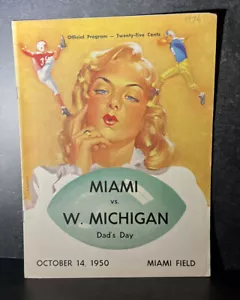 Official Program — Twenty-Five Cents
MIAMI
vs.
W. MICHIGAN
Dad's Day
OCTOBER 14, 1950 MIAMI FIELD